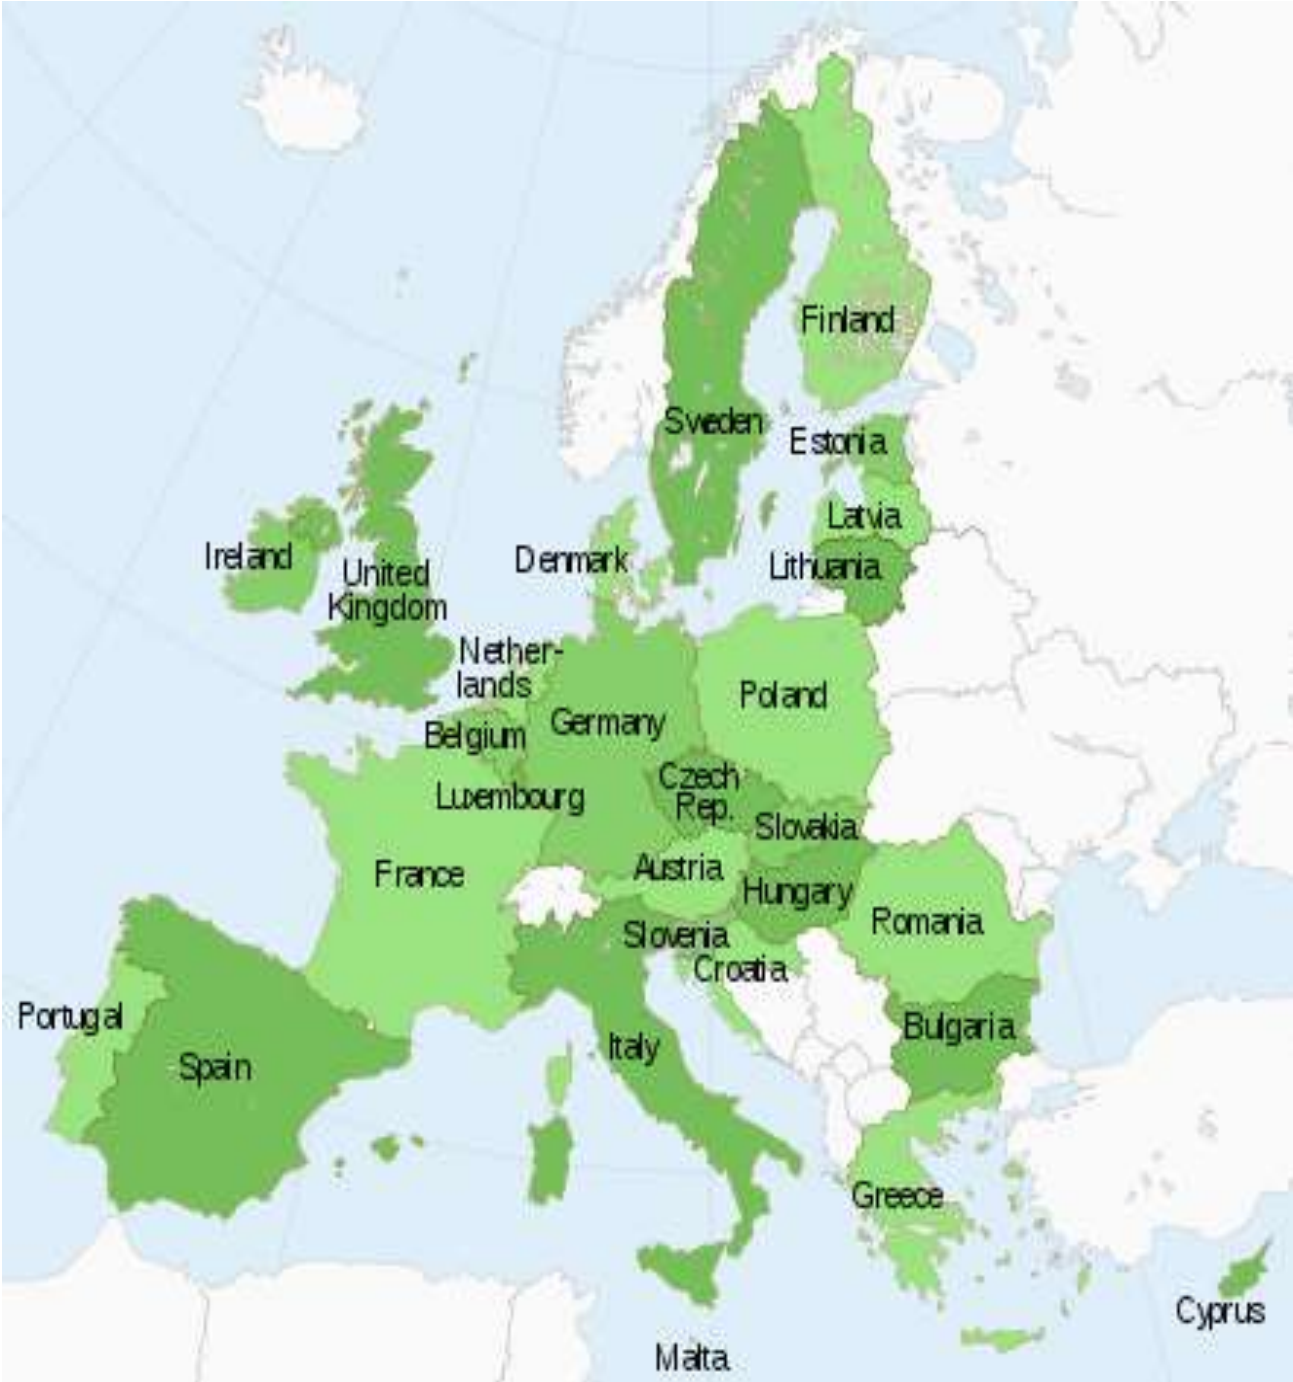 Finland
Sweden
Estonia
Latvia
Ireland
Denmark
Lithuania
United
Kingdom
Nether-
lands
Poland
Germany
Belgium
Czech
Rep.
Luxembourg
Slovakia
Austria
France
Hungary
Romania
Slovenia
Croatia
Portugal
Bulgaria
Italy
Spain
Greece
Cyprus
Malta